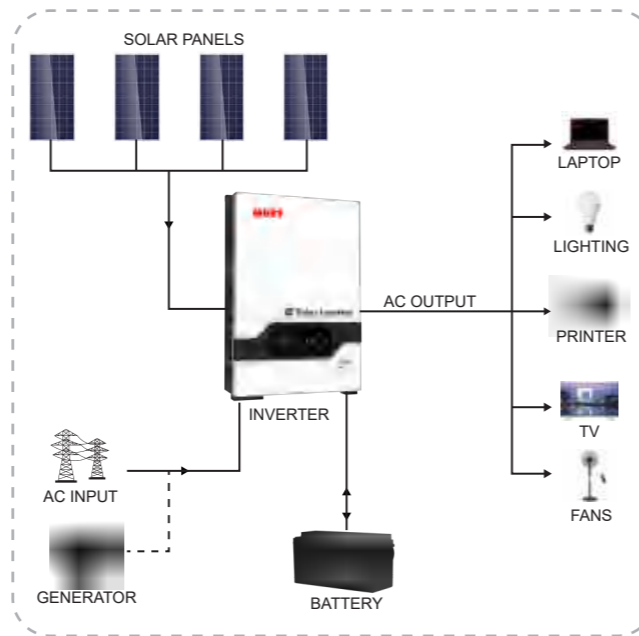 SOLAR PANELS
LAPTOP
LIGHTING
AC OUTPUT
PRINTER
INVERTER
TV
AC INPUT
FANS
GENERATOR
BATTERY